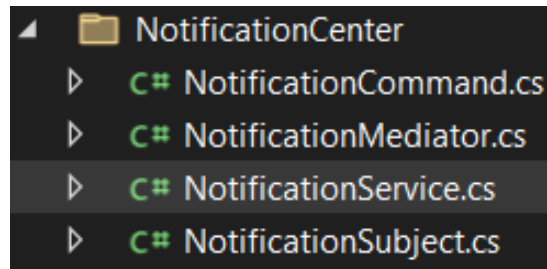 NotificationCenter
C# NotificationCommand.cs
C# NotificationMediator.cs
C# NotificationService.cs
C# NotificationSubject.cs